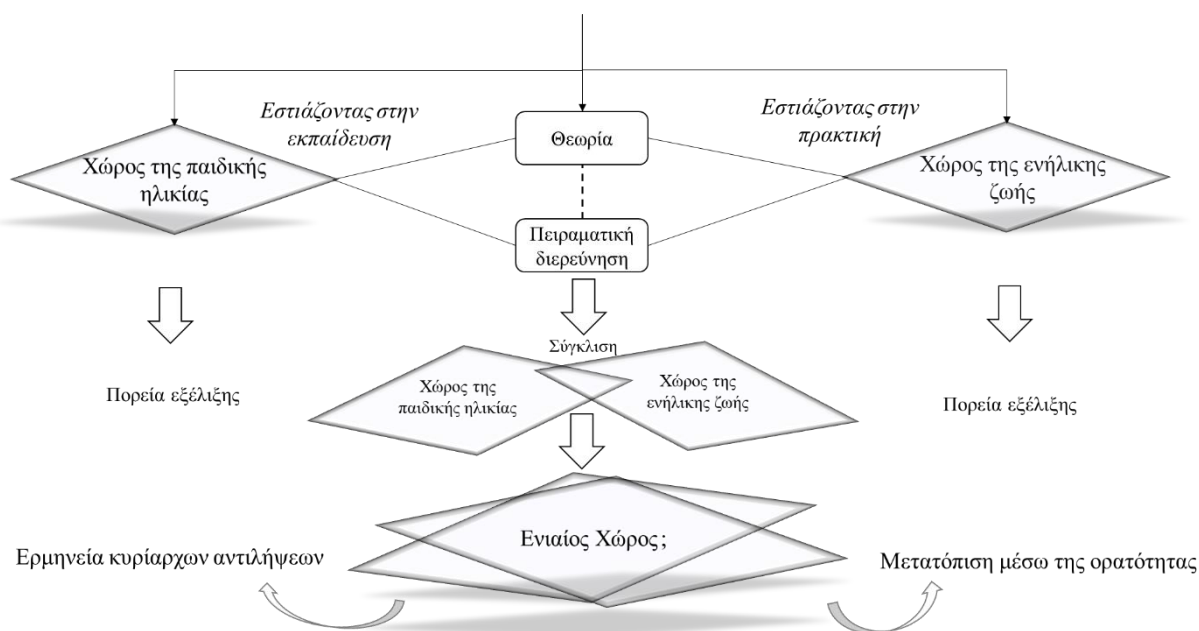 Εστιάζοντας στην
εκπαίδευση
Εστιάζοντας στην
πρακτική
Χώρος της παιδικής
ηλικίας
Θεωρία
Χώρος της ενήλικης
ζωής
Πειραματική
διερεύνηση
Σύγκλιση
Πορεία εξέλιξης
Χώρος της
παιδικής ηλικίας
Χώρος της
ενήλικης ζωής
Πορεία εξέλιξης
Ενιαίος Χώρος;
Ερμηνεία κυρίαρχων αντιλήψεων
Μετατόπιση μέσω της ορατότητας